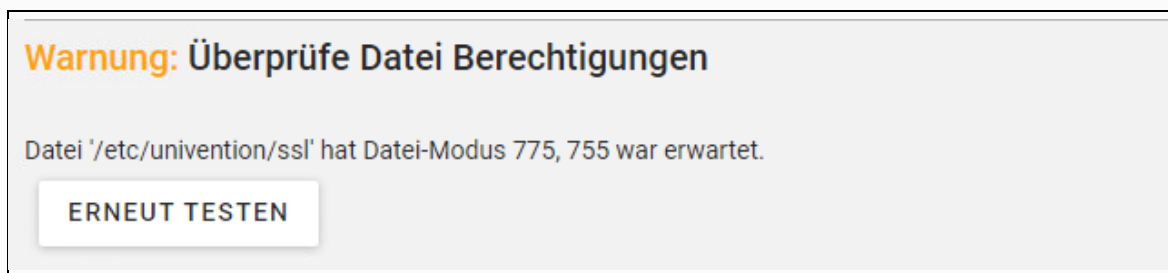 Warnung: Überprüfe Datei Berechtigungen
Datei '/etc/univention/ssl' hat Datei-Modus 775, 755 war erwartet.
ERNEUT TESTEN